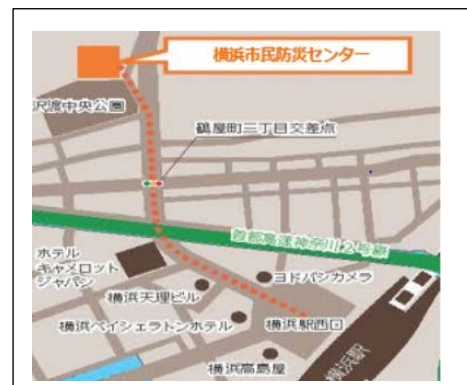 横浜市民防災センター
沢渡中央公園
鶴屋町三丁目交差点
首都高速神奈川2号線
ホテル
キャメロット
ジャパン
ヨドバシカメラ
横浜天理ビル
横浜ベイシェラトンホテル
横浜駅西口
横浜高島屋
横浜駅